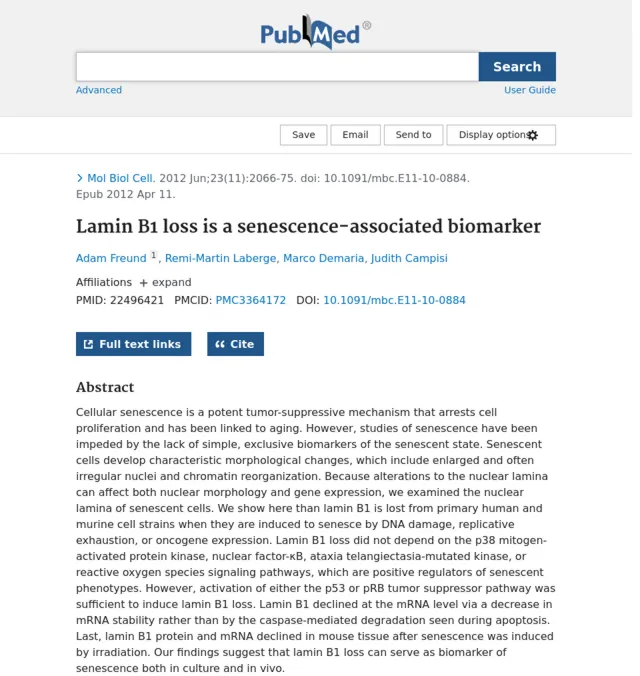 PubMed®
Search
Advanced
User Guide
Save
Email
Send to
Display options
Mol Biol Cell. 2012 Jun;23(11):2066-75. doi: 10.1091/mbc.E11-10-0884.
Epub 2012 Apr 11.
Lamin B1 loss is a senescence-associated biomarker
Adam Freund 1, Remi-Martin Laberge, Marco Demaria, Judith Campisi
Affiliations + expand
PMID: 22496421 PMCID: PMC3364172 DOI: 10.1091/mbc.E11-10-0884
Full text links
Cite
Abstract
Cellular senescence is a potent tumor-suppressive mechanism that arrests cell
proliferation and has been linked to aging. However, studies of senescence have been
impeded by the lack of simple, exclusive biomarkers of the senescent state. Senescent
cells develop characteristic morphological changes, which include enlarged and often
irregular nuclei and chromatin reorganization. Because alterations to the nuclear lamina
can affect both nuclear morphology and gene expression, we examined the nuclear
lamina of senescent cells. We show here than lamin B1 is lost from primary human and
murine cell strains when they are induced to senesce by DNA damage, replicative
exhaustion, or oncogene expression. Lamin B1 loss did not depend on the p38 mitogen-
activated protein kinase, nuclear factor-κB, ataxia telangiectasia-mutated kinase, or
reactive oxygen species signaling pathways, which are positive regulators of senescent
phenotypes. However, activation of either the p53 or pRB tumor suppressor pathway was
sufficient to induce lamin B1 loss. Lamin B1 declined at the mRNA level via a decrease in
mRNA stability rather than by the caspase-mediated degradation seen during apoptosis.
Last, lamin B1 protein and mRNA declined in mouse tissue after senescence was induced
by irradiation. Our findings suggest that lamin B1 loss can serve as biomarker of
senescence both in culture and in vivo.